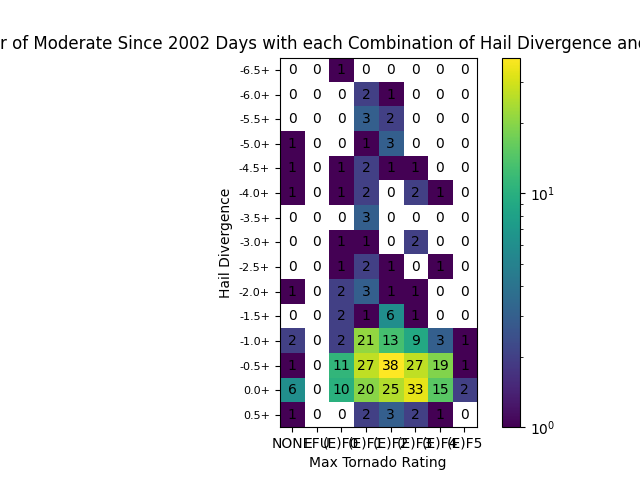 r of Moderate Since 2002 Days with each Combination of Hail Divergence and
-6.5+ 0 0 1 0 0 0 0 0
-6.0+ 0 0 0 2 1 0 0 0
-5.5+ 0 0 0 3 2 0 0 0
-5.0+ 1 0 0 1 3 0 0 0
-4.5+ 1 0 1 2 1 1 0 0
-4.0+ 1 0 1 2 0 2 1 0
-3.5+ 0 0 0 3 0 0 0 0
-3.0+ 0 0 1 1 0 2 0 0
-2.5+ 0 0 1 2 1 0 1 0
-2.0+ 1 0 2 3 1 1 0 0
-1.5+ 0 0 2 1 6 1 0 0
-1.0+ 2 0 2 21 13 9 3 1
-0.5+ 1 0 11 27 38 27 19 1
0.0+ 6 0 10 20 25 33 15 2
0.5+ 1 0 0 2 3 2 1 0
NONE EFU (E)F0 (E)F1 (E)F2 (E)F3 (E)F4 (E)F5
Max Tornado Rating
Hail Divergence
10¹
10⁰